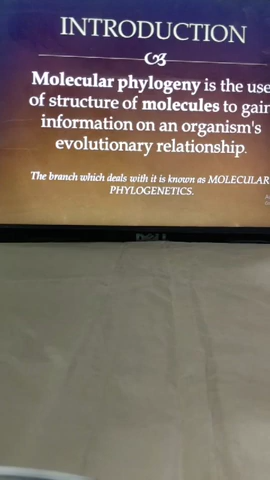 INTRODUCTION
Molecular phylogeny is the use
of structure of molecules to gain
information on an organism's
evolutionary relationship.
The branch which deals with it is known as MOLECULAR
PHYLOGENETICS.